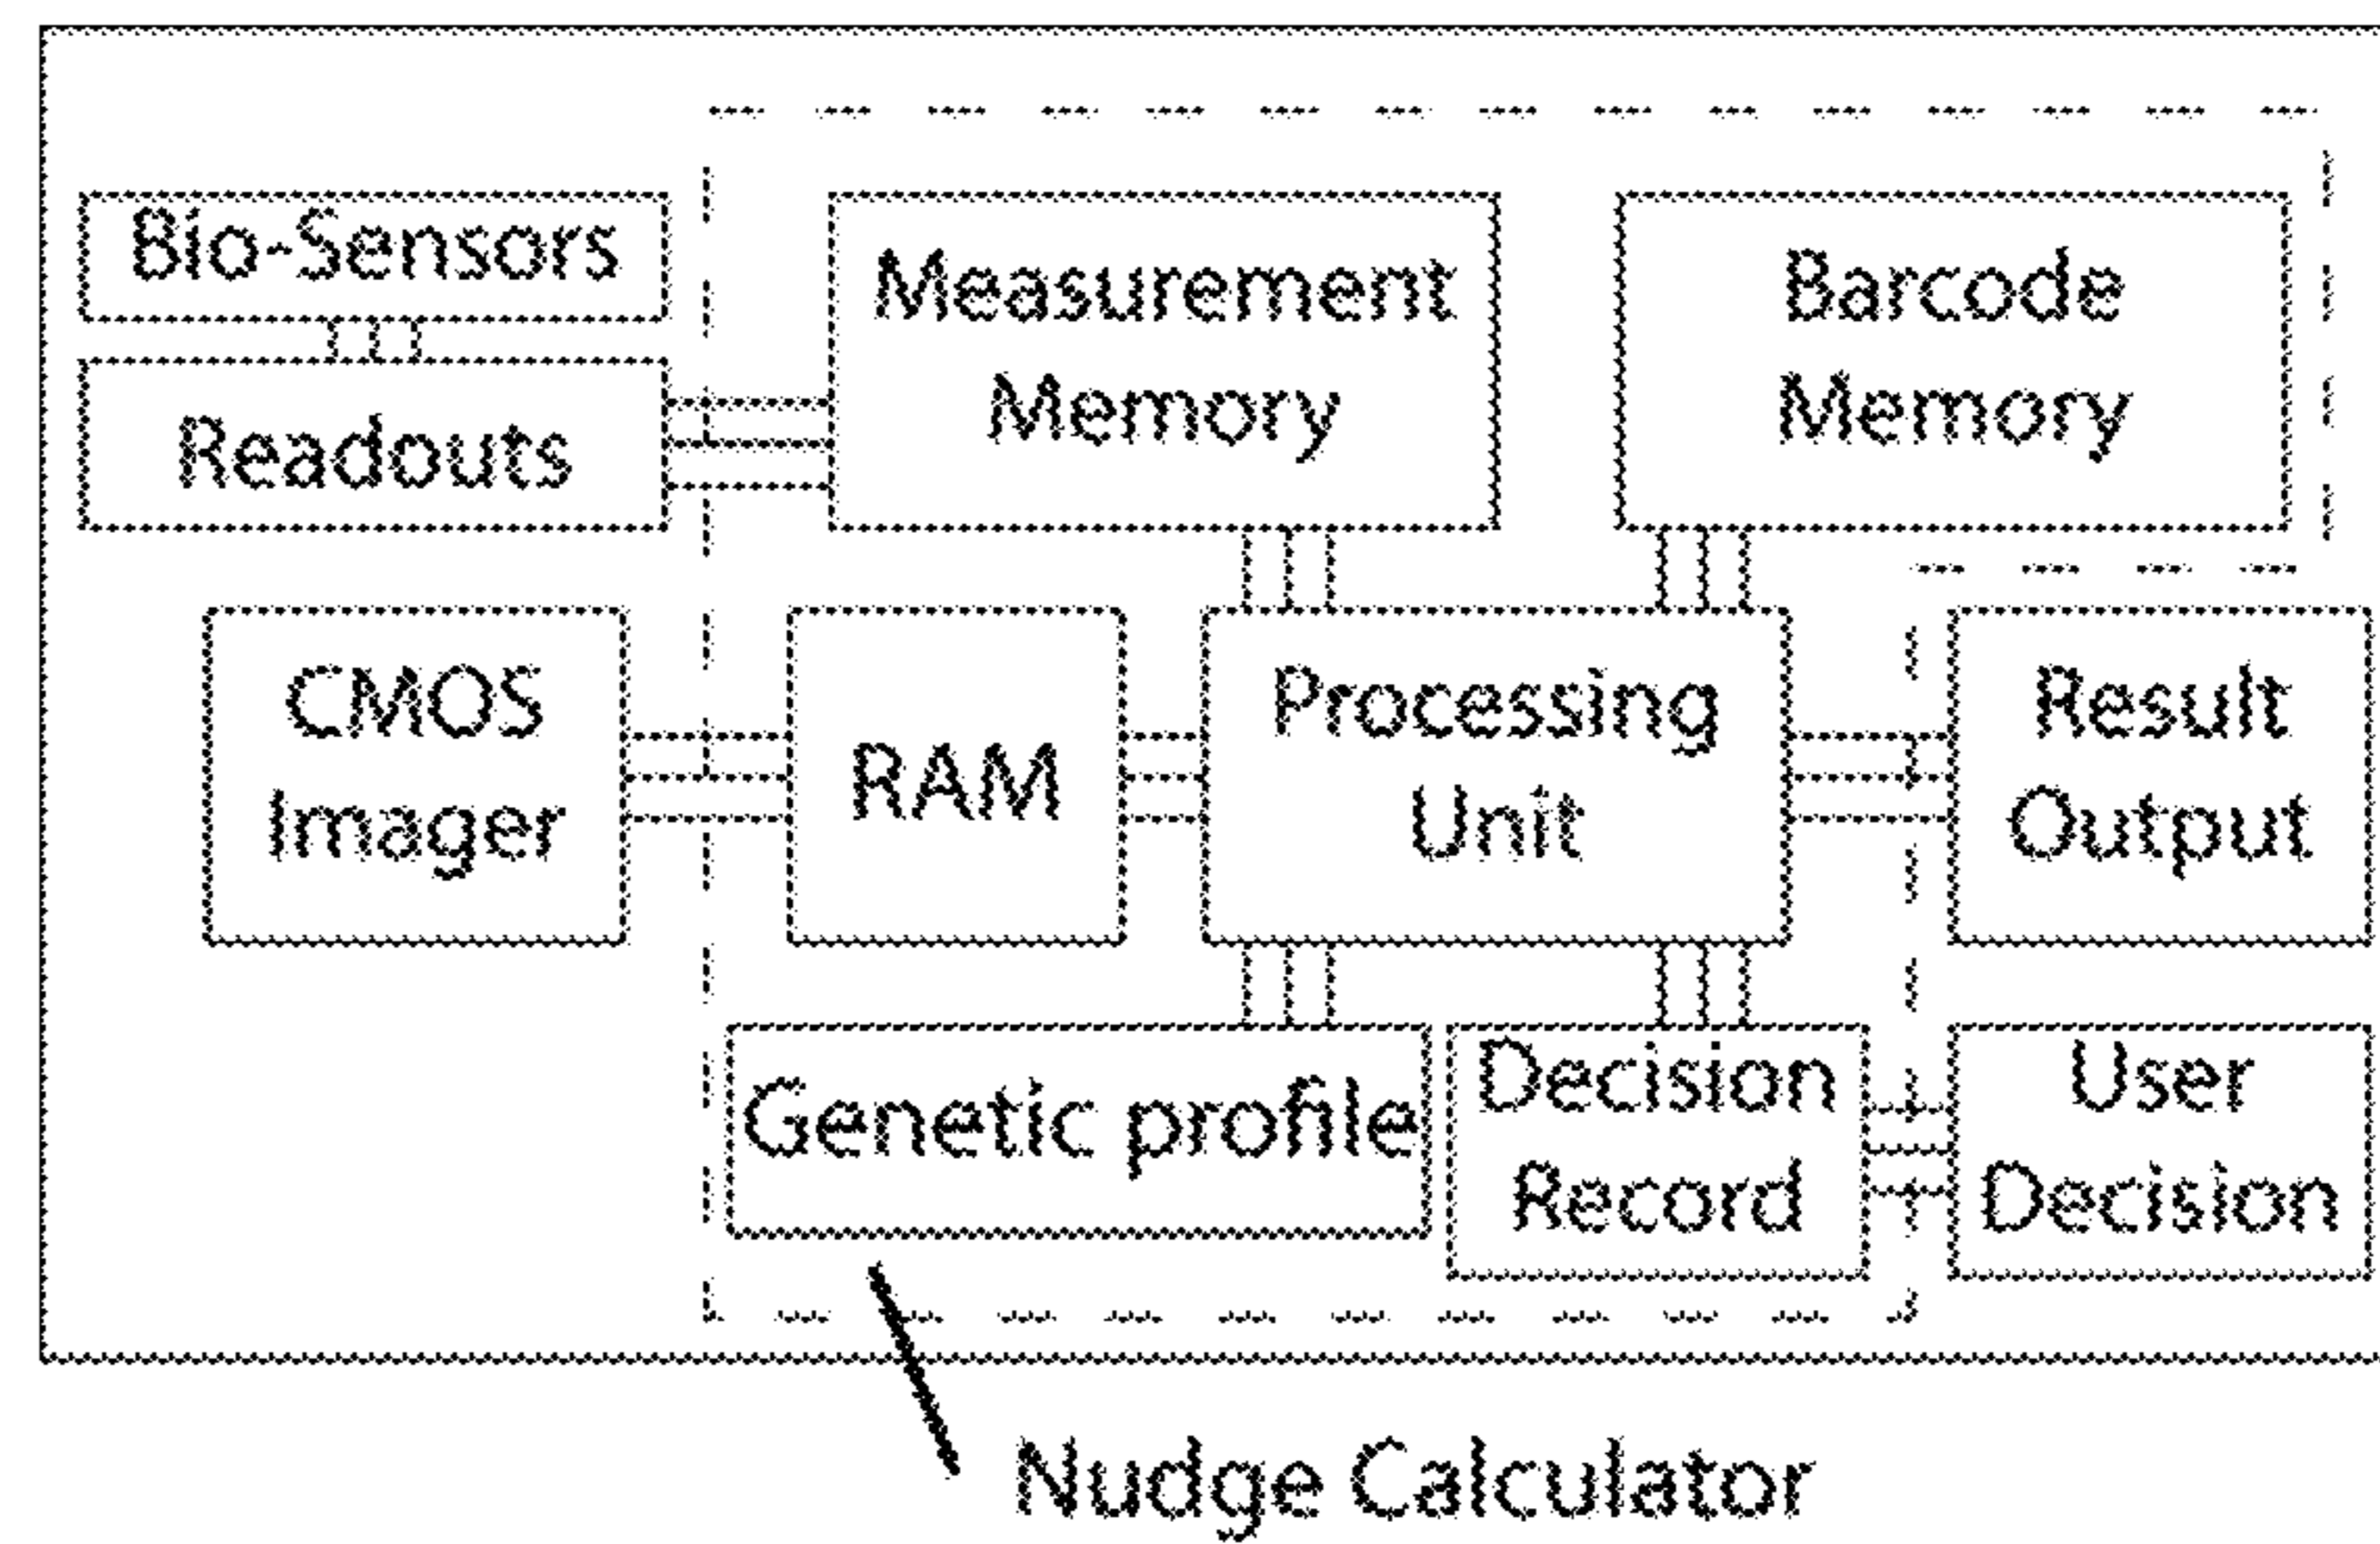 Bio-Sensors
Readouts
Measurement
Memory
Barcode
Memory
CMOS
Imager
RAM
Processing
Unit
Result
Output
Genetic profile
Decision
Record
User
Decision
Nudge Calculator